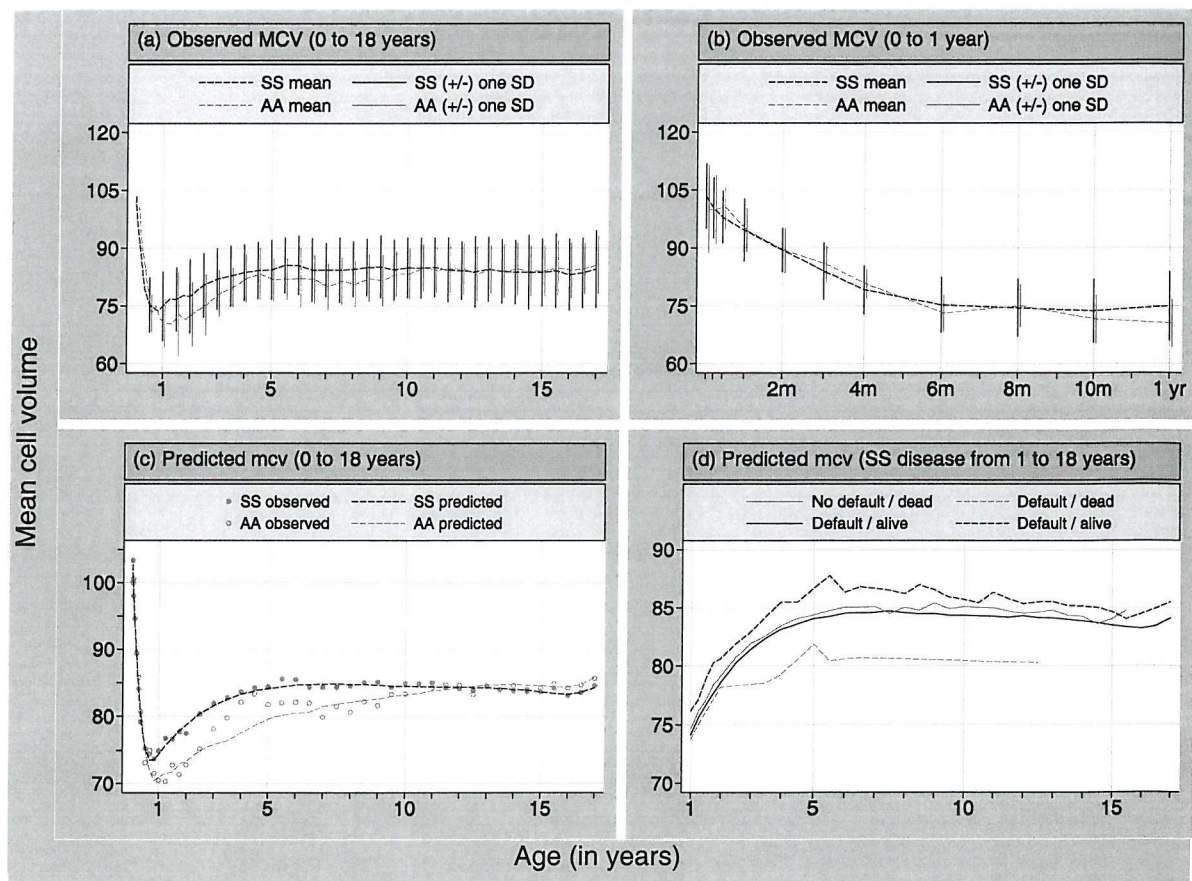 (a) Observed MCV (0 to 18 years)
SS mean SS (+/-) one SD
AA mean AA (+/-) one SD
120
105
90
75
60
1 5 10 15
(b) Observed MCV (0 to 1 year)
SS mean SS (+/-) one SD
AA mean AA (+/-) one SD
120
105
90
75
60
2m 4m 6m 8m 10m 1 yr
Mean cell volume
(c) Predicted mcv (0 to 18 years)
SS observed SS predicted
AA observed AA predicted
100
90
80
70
1 5 10 15
(d) Predicted mcv (SS disease from 1 to 18 years)
No default / dead Default / dead
Default / alive Default / alive
90
85
80
75
70
1 5 10 15
Age (in years)